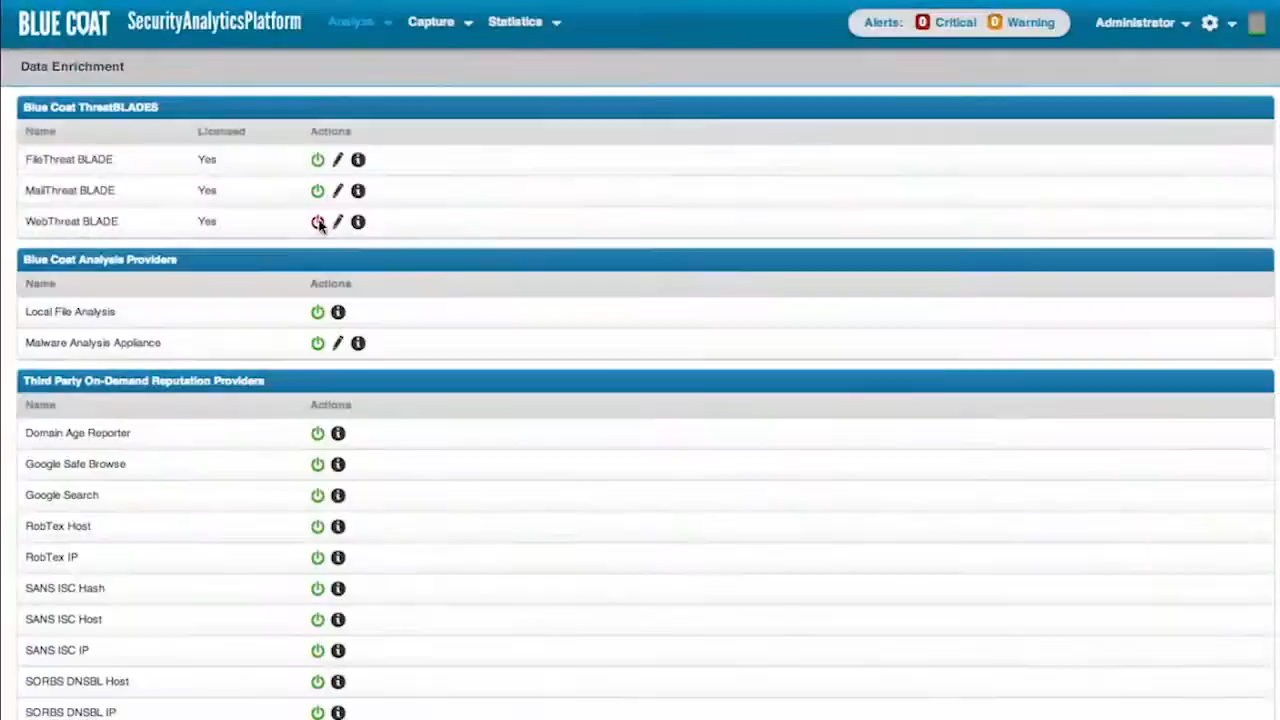 BLUE COAT SecurityAnalyticsPlatform Analyze Capture Statistics Alerts: 0 Critical 0 Warning Administrator
Data Enrichment
Blue Coat ThreatBLADES
Name Licensed Actions
FileThreat BLADE Yes
MailThreat BLADE Yes
WebThreat BLADE Yes
Blue Coat Analysis Providers
Name Actions
Local File Analysis
Malware Analysis Appliance
Third Party On-Demand Reputation Providers
Name Actions
Domain Age Reporter
Google Safe Browse
Google Search
RobTex Host
RobTex IP
SANS ISC Hash
SANS ISC Host
SANS ISC IP
SORBS DNSBL Host
SORBS DNSBL IP